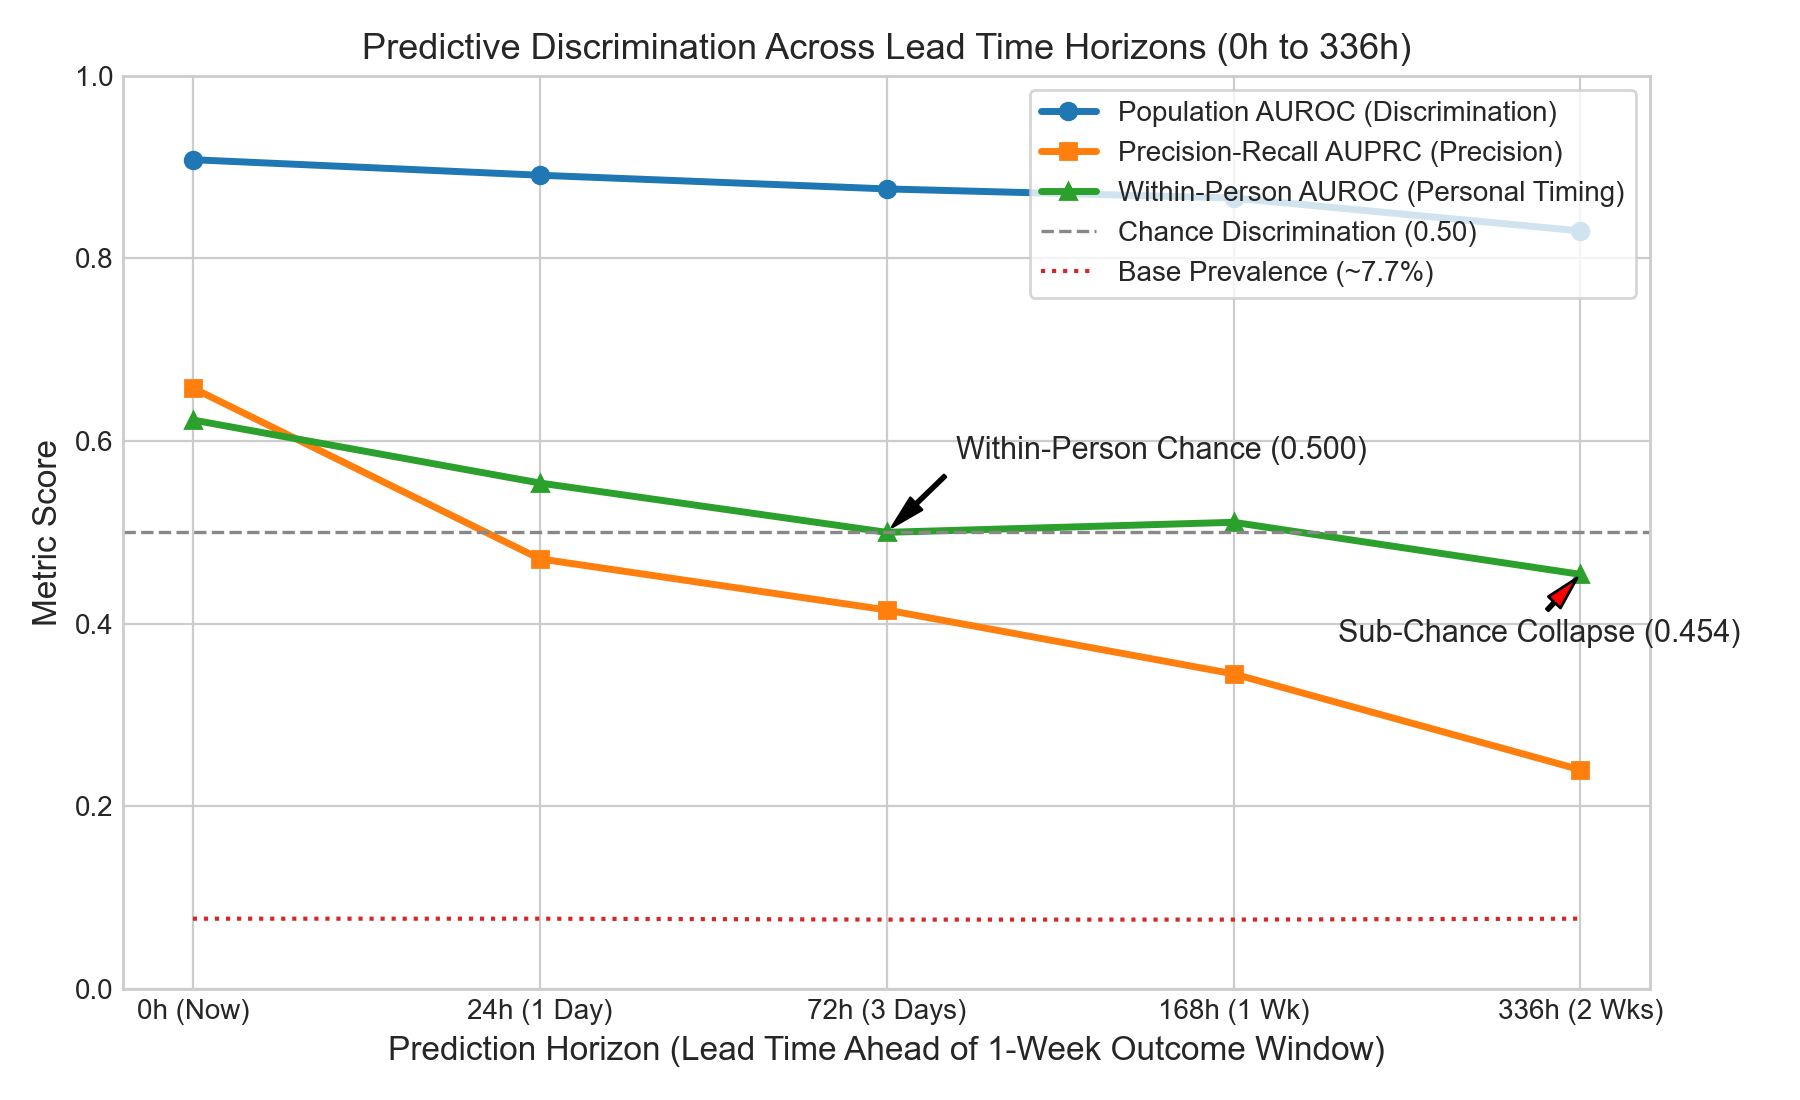 Predictive Discrimination Across Lead Time Horizons (0h to 336h)
1.0
0.8
0.6
0.4
0.2
0.0
Metric Score
Population AUROC (Discrimination)
Precision-Recall AUPRC (Precision)
Within-Person AUROC (Personal Timing)
Chance Discrimination (0.50)
Base Prevalence (~7.7%)
Within-Person Chance (0.500)
Sub-Chance Collapse (0.454)
0h (Now)
24h (1 Day)
72h (3 Days)
168h (1 Wk)
336h (2 Wks)
Prediction Horizon (Lead Time Ahead of 1-Week Outcome Window)